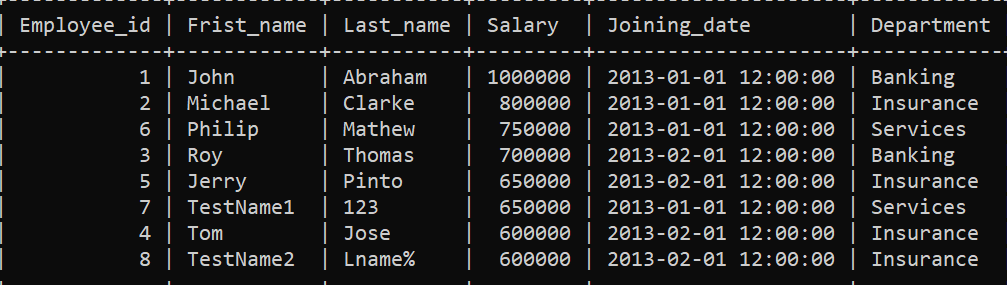 | Employee_id | Frist_name | Last_name | Salary | Joining_date | Department
| 1 | John | Abraham | 1000000 | 2013-01-01 12:00:00 | Banking
| 2 | Michael | Clarke | 800000 | 2013-01-01 12:00:00 | Insurance
| 6 | Philip | Mathew | 750000 | 2013-01-01 12:00:00 | Services
| 3 | Roy | Thomas | 700000 | 2013-02-01 12:00:00 | Banking
| 5 | Jerry | Pinto | 650000 | 2013-02-01 12:00:00 | Insurance
| 7 | TestName1 | 123 | 650000 | 2013-01-01 12:00:00 | Services
| 4 | Tom | Jose | 600000 | 2013-02-01 12:00:00 | Insurance
| 8 | TestName2 | Lname% | 600000 | 2013-02-01 12:00:00 | Insurance